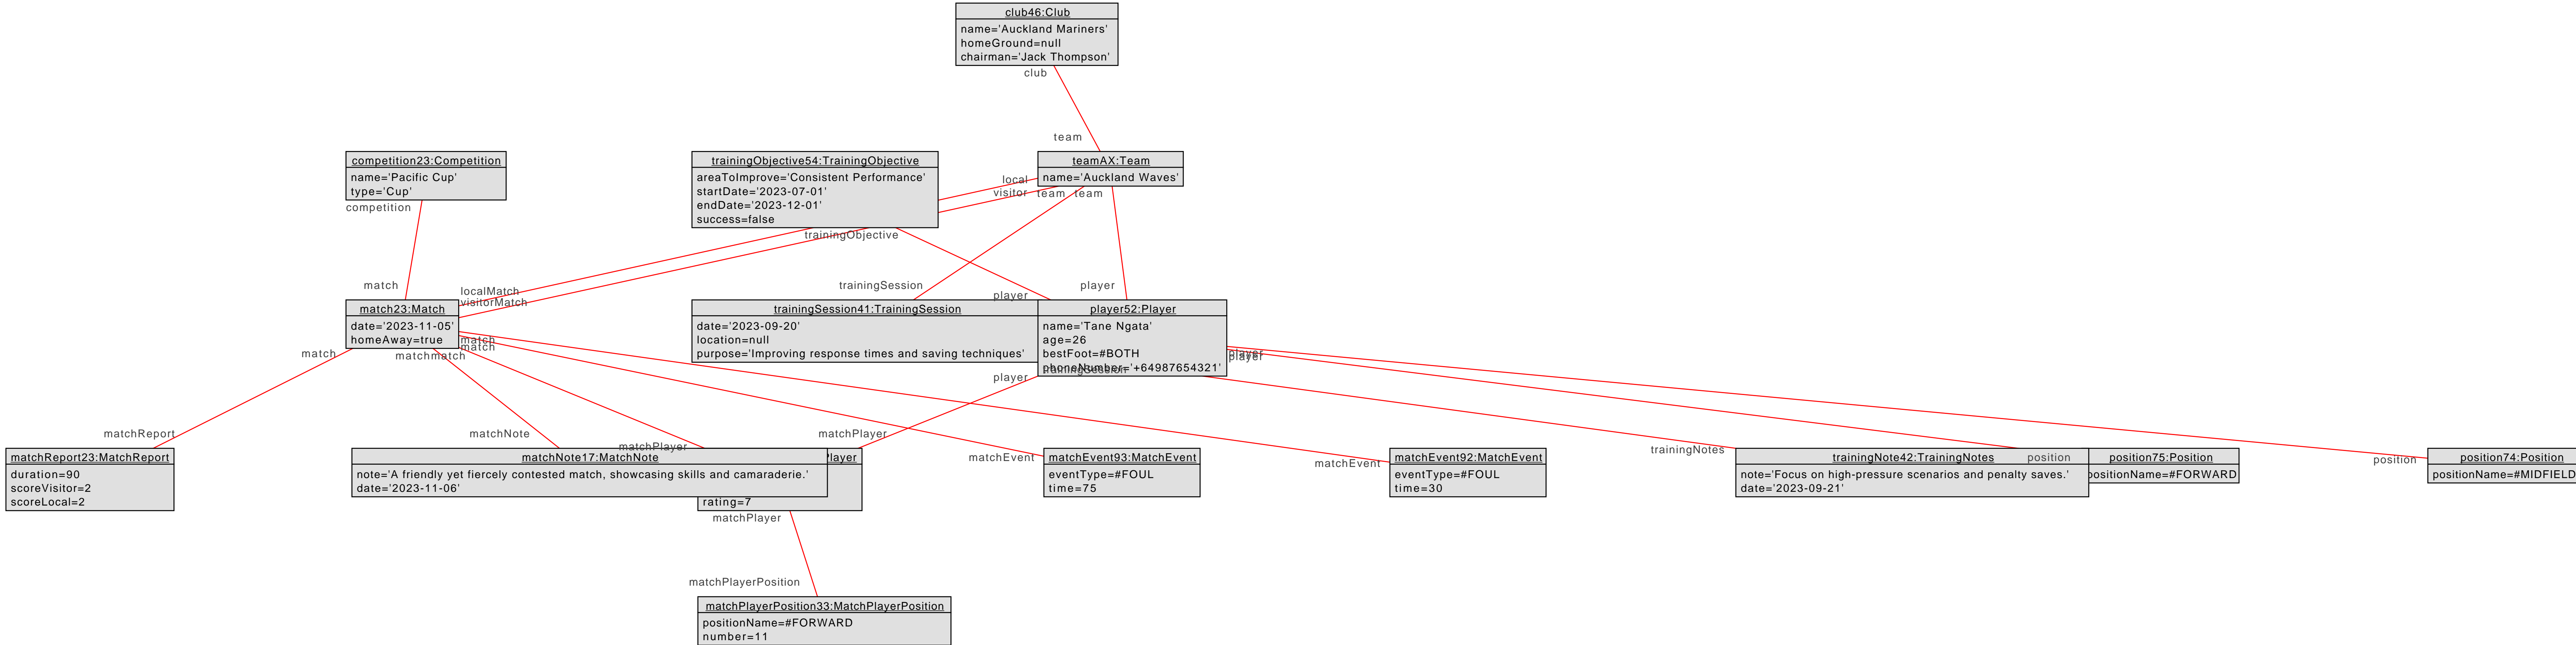 club46:Club
name='Auckland Mariners'
homeGround=null
chairman='Jack Thompson'
club
team
competition23:Competition
name='Pacific Cup'
type='Cup'
competition
trainingObjective54:TrainingObjective
areaToImprove='Consistent Performance'
startDate='2023-07-01'
endDate='2023-12-01'
success=false
trainingObjective
teamAX:Team
name='Auckland Waves'
local
visitor
team
team
match
localMatch
visitorMatch
trainingSession
player
player
match23:Match
date='2023-11-05'
homeAway=true
match
match
match
match
match
trainingSession41:TrainingSession
date='2023-09-20'
location=null
purpose='Improving response times and saving techniques'
player52:Player
name='Tane Ngata'
age=26
bestFoot=#BOTH
phoneNumber='+64987654321'
trainingSession
player
player
player
matchReport
matchNote
matchPlayer
matchPlayer
matchEvent
matchEvent
trainingNotes
position
position
matchReport23:MatchReport
duration=90
scoreVisitor=2
scoreLocal=2
matchNote17:MatchNote
note='A friendly yet fiercely contested match, showcasing skills and camaraderie.'
date='2023-11-06'
layer
rating=7
matchPlayer
matchEvent93:MatchEvent
eventType=#FOUL
time=75
matchEvent92:MatchEvent
eventType=#FOUL
time=30
trainingNote42:TrainingNotes
note='Focus on high-pressure scenarios and penalty saves.'
date='2023-09-21'
position75:Position
positionName=#FORWARD
position74:Position
positionName=#MIDFIELD
matchPlayerPosition
matchPlayerPosition33:MatchPlayerPosition
positionName=#FORWARD
number=11